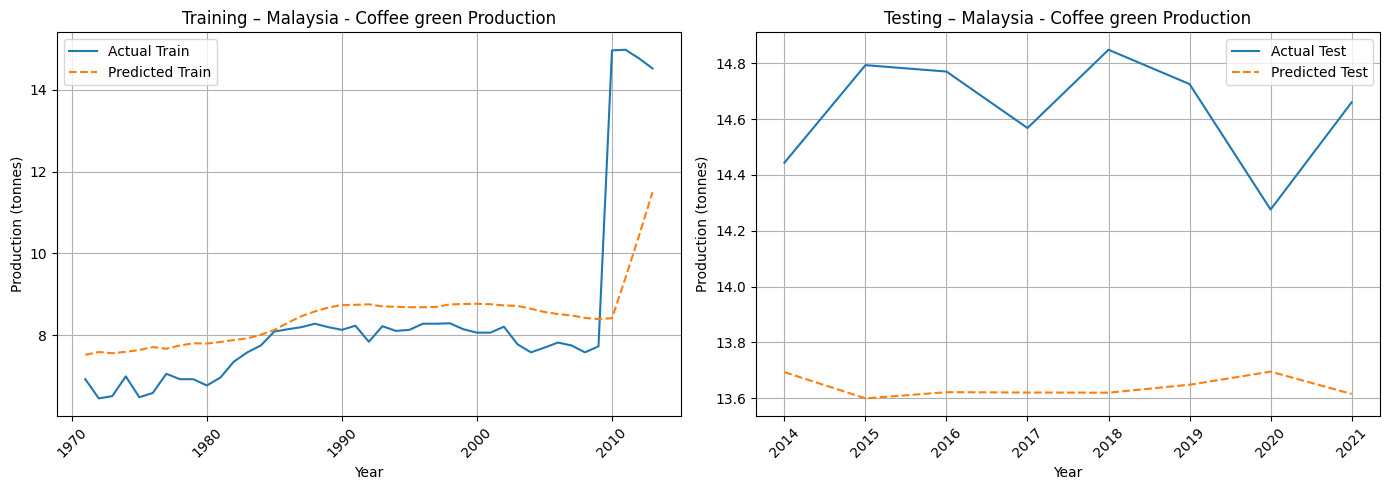 Training – Malaysia - Coffee green Production
Actual Train
Predicted Train
Production (tonnes)
14
12
10
8
1970
1980
1990
2000
2010
Year
Testing – Malaysia - Coffee green Production
Actual Test
Predicted Test
Production (tonnes)
14.8
14.6
14.4
14.2
14.0
13.8
13.6
2014
2015
2016
2017
2018
2019
2020
2021
Year